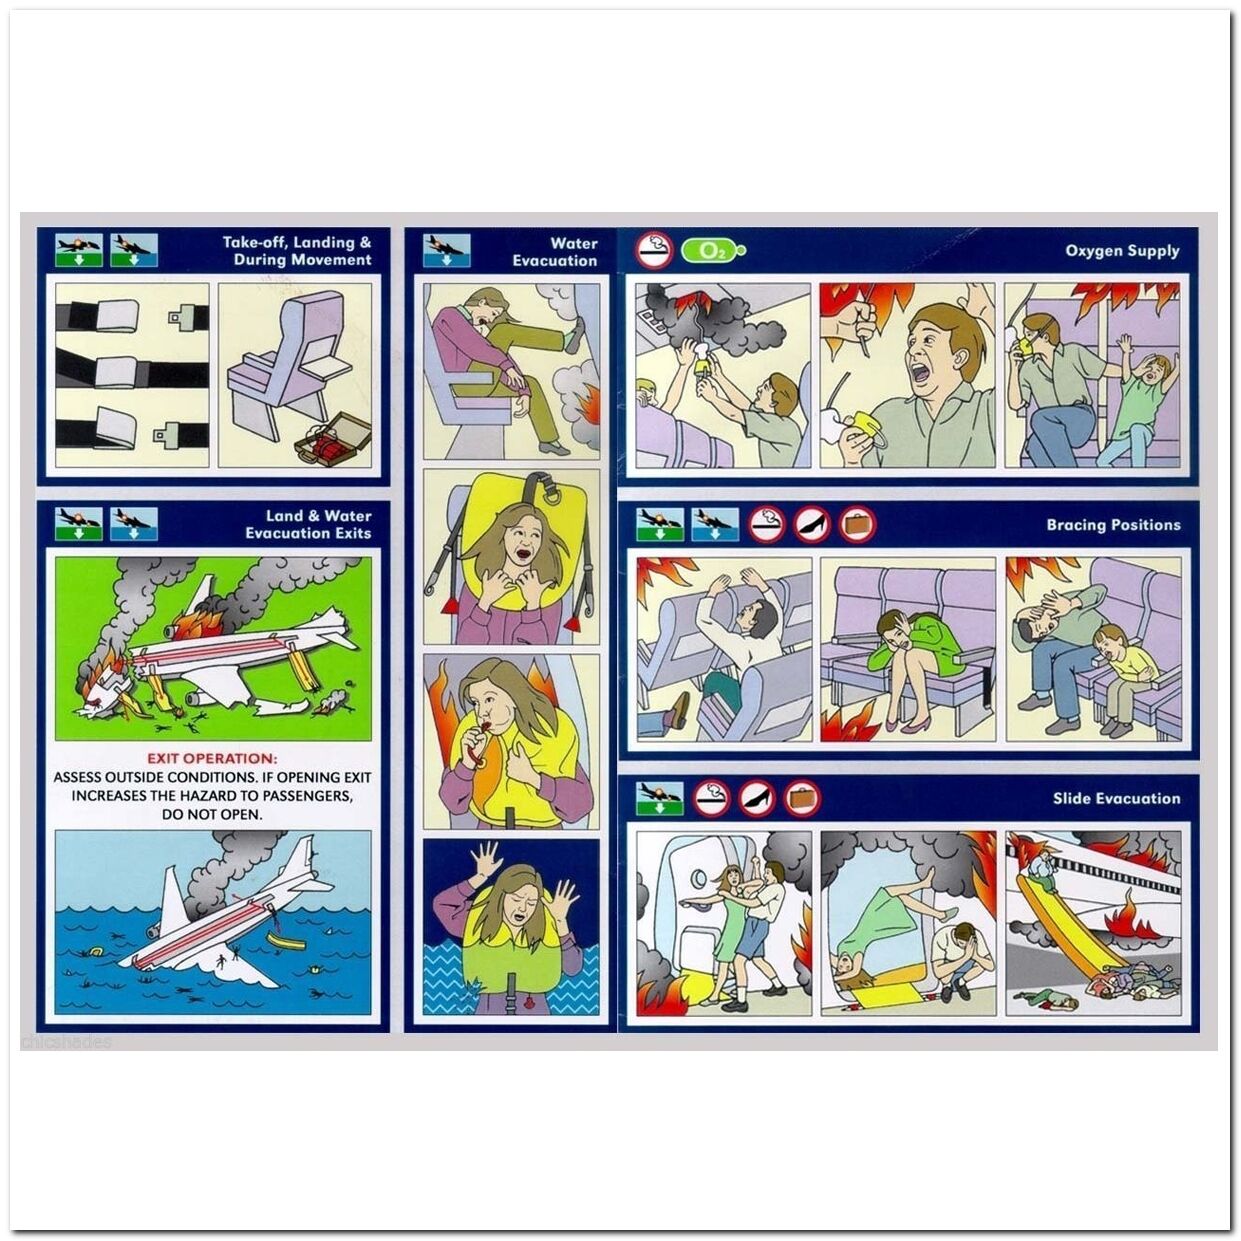 Take-off, Landing &
During Movement
Land & Water
Evacuation Exits
EXIT OPERATION:
ASSESS OUTSIDE CONDITIONS. IF OPENING EXIT
INCREASES THE HAZARD TO PASSENGERS,
DO NOT OPEN.
Water
Evacuation
O2
Oxygen Supply
Bracing Positions
Slide Evacuation
chicshades